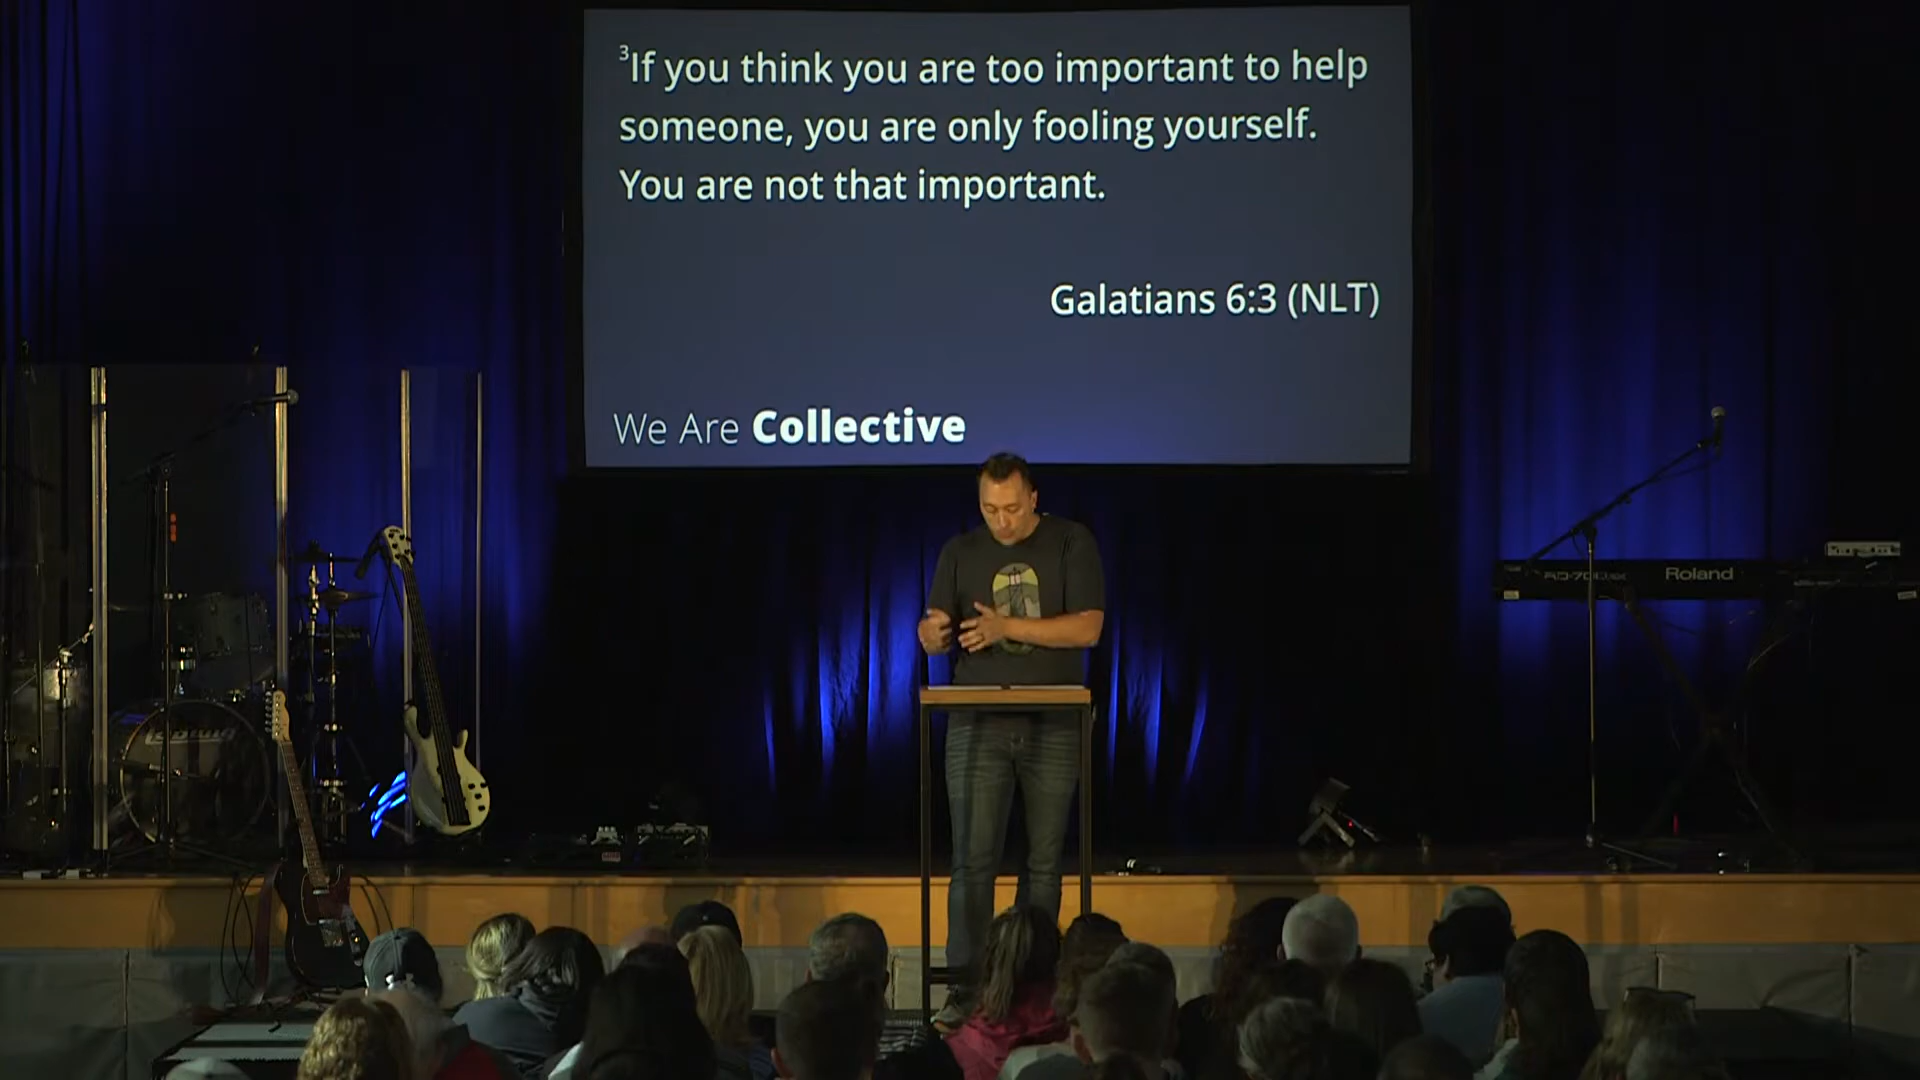 ³If you think you are too important to help
someone, you are only fooling yourself.
You are not that important.
Galatians 6:3 (NLT)
We Are Collective
Roland